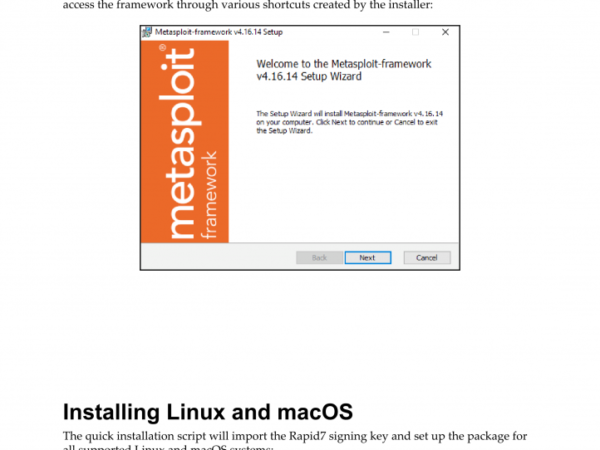 access the framework through various shortcuts created by the installer:
Metasploit-framework v4.16.14 Setup
metasploit®
framework
Welcome to the Metasploit-framework
v4.16.14 Setup Wizard
The Setup Wizard will install Metasploit-framework v4.16.14
on your computer. Click Next to continue or Cancel to exit
the Setup Wizard.
Back Next Cancel
Installing Linux and macOS
The quick installation script will import the Rapid7 signing key and set up the package for
all supported Linux and macOS systems: